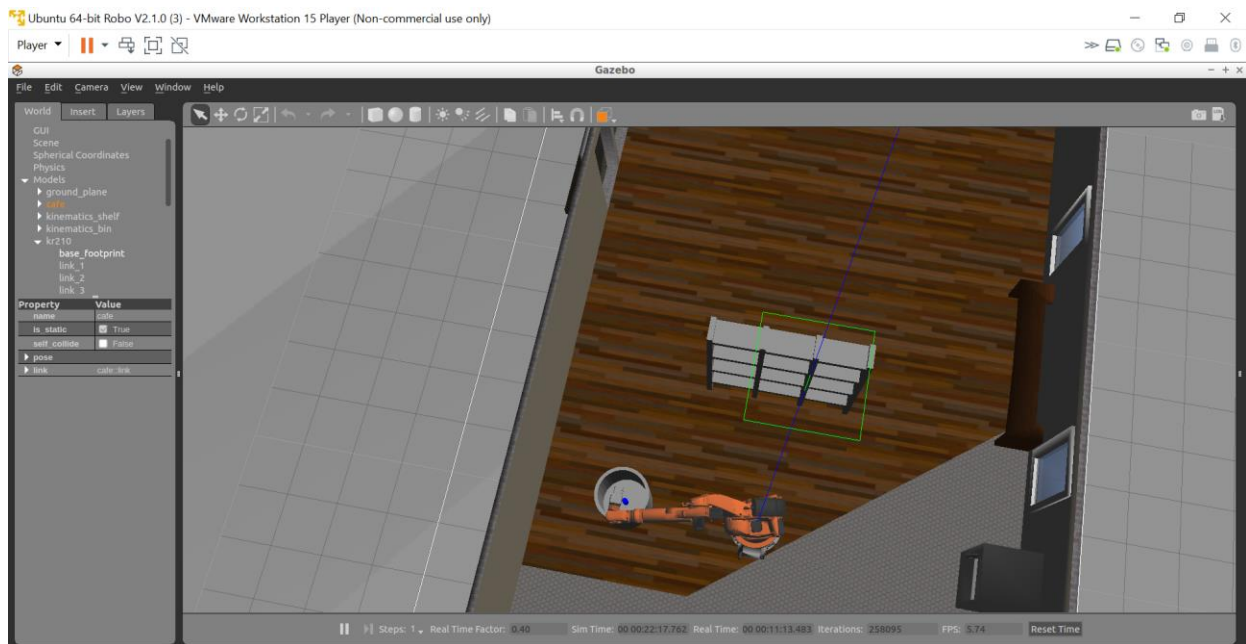 Ubuntu 64-bit Robo V2.1.0 (3) - VMware Workstation 15 Player (Non-commercial use only)
Player
Gazebo
File Edit Camera View Window Help
World Insert Layers
GUI
Scene
Spherical Coordinates
Physics
Models
ground_plane
cafe
kinematics_shelf
kinematics_bin
kr210
base_footprint
link_1
link_2
link_3
Property Value
name cafe
is_static True
self_collide False
pose
link cafe::link
Steps: 1 Real Time Factor: 0.40 Sim Time: 00 00:22:17.762 Real Time: 00 00:11:13.483 Iterations: 258095 FPS: 5.74 Reset Time